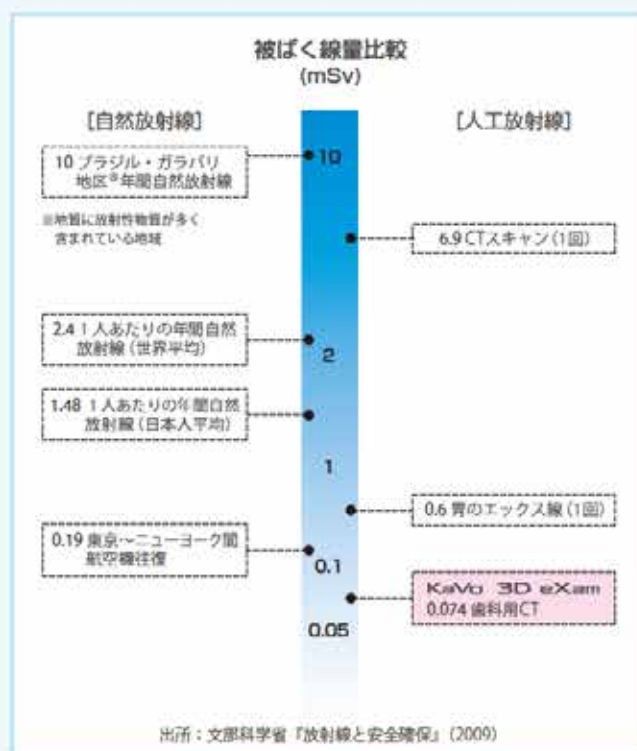 被ばく線量比較
(mSv)
[自然放射線]
[人工放射線]
10 ブラジル・ガラパリ
地区※年間自然放射線
※地質に放射性物質が多く
含まれている地域
10
6.9 CTスキャン(1回)
2.4 1人あたりの年間自然
放射線(世界平均)
2
1.48 1人あたりの年間自然
放射線(日本人平均)
1
0.6 胃のエックス線(1回)
0.19 東京〜ニューヨーク間
航空機往復
0.1
KaVo 3D eXam
0.074 歯科用CT
0.05
出所:文部科学省『放射線と安全確保』(2009)